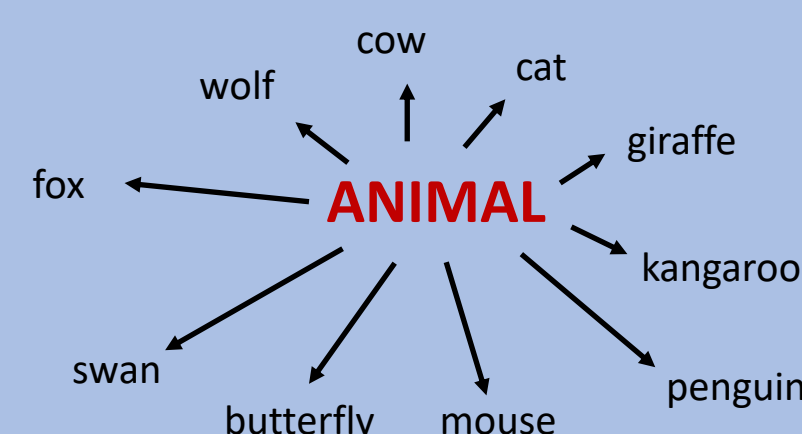 cow
cat
wolf
giraffe
fox
ANIMAL
kangaroo
swan
penguin
butterfly
mouse